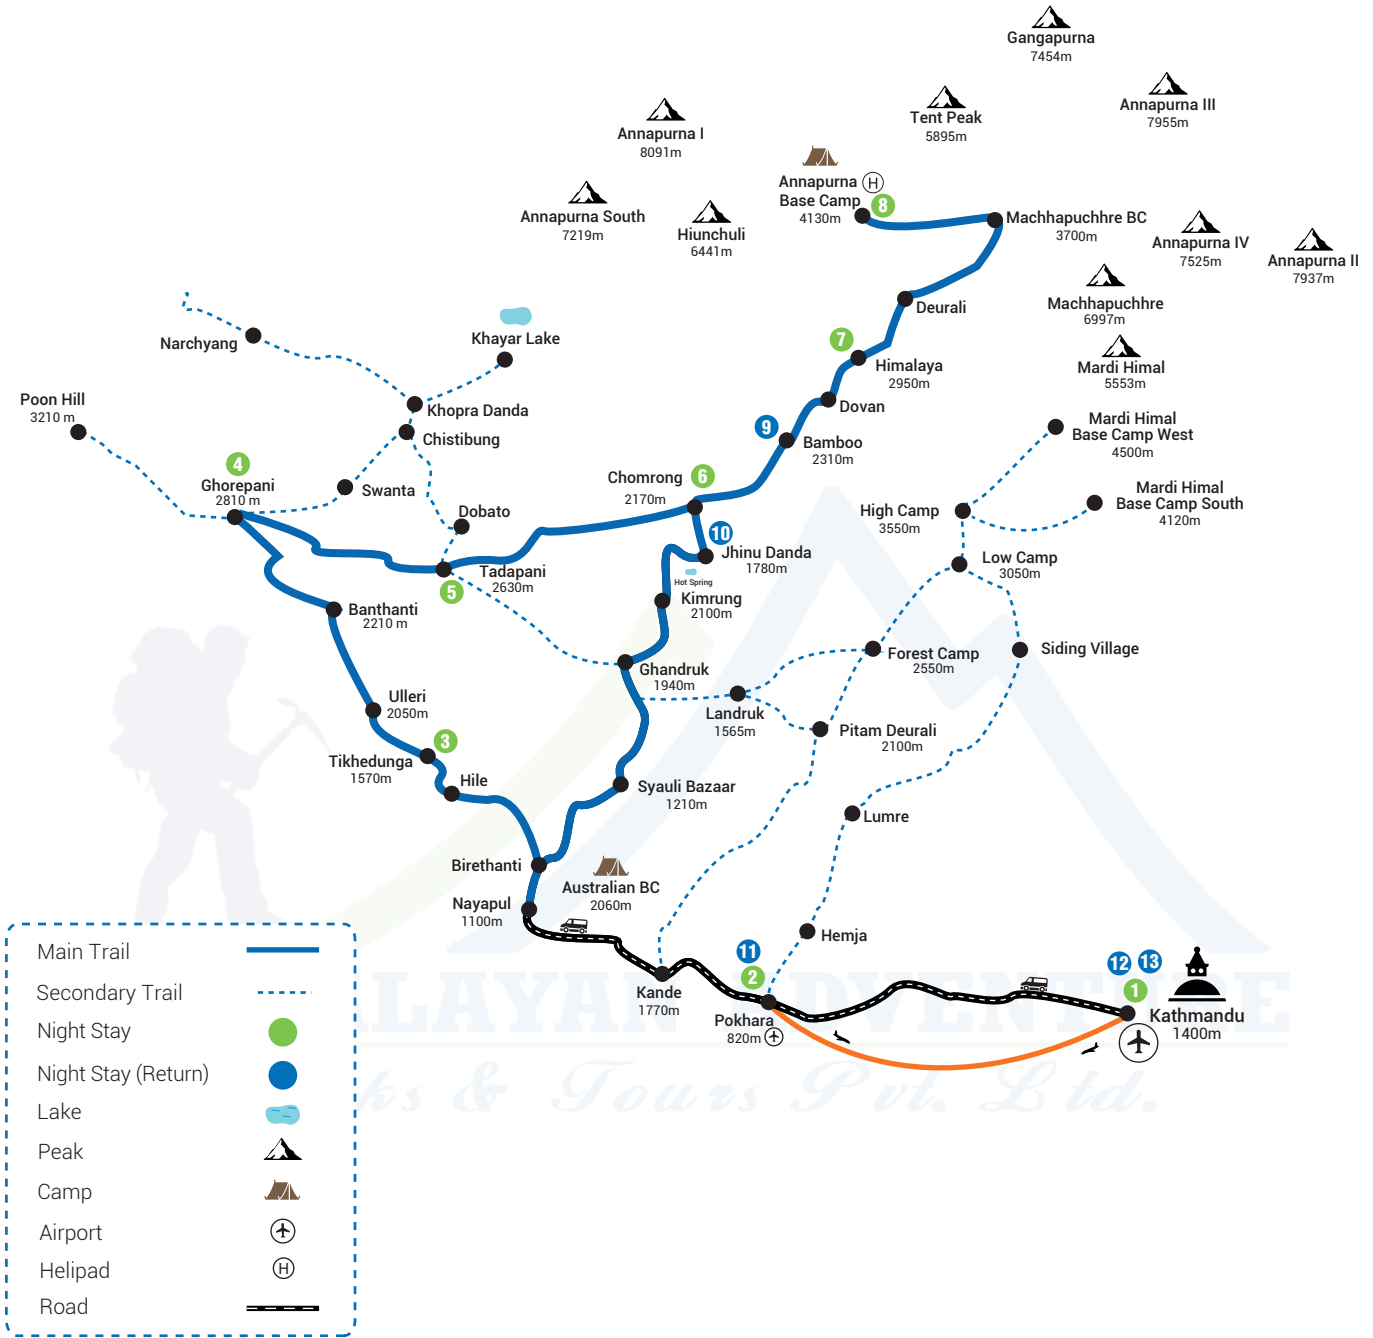 Gangapurna
7454m
Annapurna III
7955m
Tent Peak
5895m
Annapurna I
8091m
Annapurna H
Base Camp
4130m
8
Annapurna South
7219m
Hiunchuli
6441m
Machhapuchhre BC
3700m
Annapurna IV
7525m
Annapurna II
7937m
Machhapuchhre
6997m
Deurali
Narchyang
Khayar Lake
7
Himalaya
2950m
Mardi Himal
5553m
Poon Hill
3210 m
Khopra Danda
Dovan
Chistibung
9
Bamboo
2310m
Mardi Himal
Base Camp West
4500m
4
Ghorepani
2810 m
Swanta
Chomrong
2170m
6
Dobato
High Camp
3550m
Mardi Himal
Base Camp South
4120m
10
Jhinu Danda
1780m
Hot Spring
Low Camp
3050m
Tadapani
2630m
5
Kimrung
2100m
Banthanti
2210 m
Ghandruk
1940m
Forest Camp
2550m
Siding Village
Ulleri
2050m
Landruk
1565m
Pitam Deurali
2100m
3
Tikhedunga
1570m
Hile
Syauli Bazaar
1210m
Lumre
Birethanti
Australian BC
2060m
Nayapul
1100m
Hemja
11
2
12
13
1
Kande
1770m
Pokhara
820m
Kathmandu
1400m
LAYAN ADVENTURE
ks & Tours Pvt. Ltd.
Main Trail
Secondary Trail
Night Stay
Night Stay (Return)
Lake
Peak
Camp
Airport
Helipad
H
Road